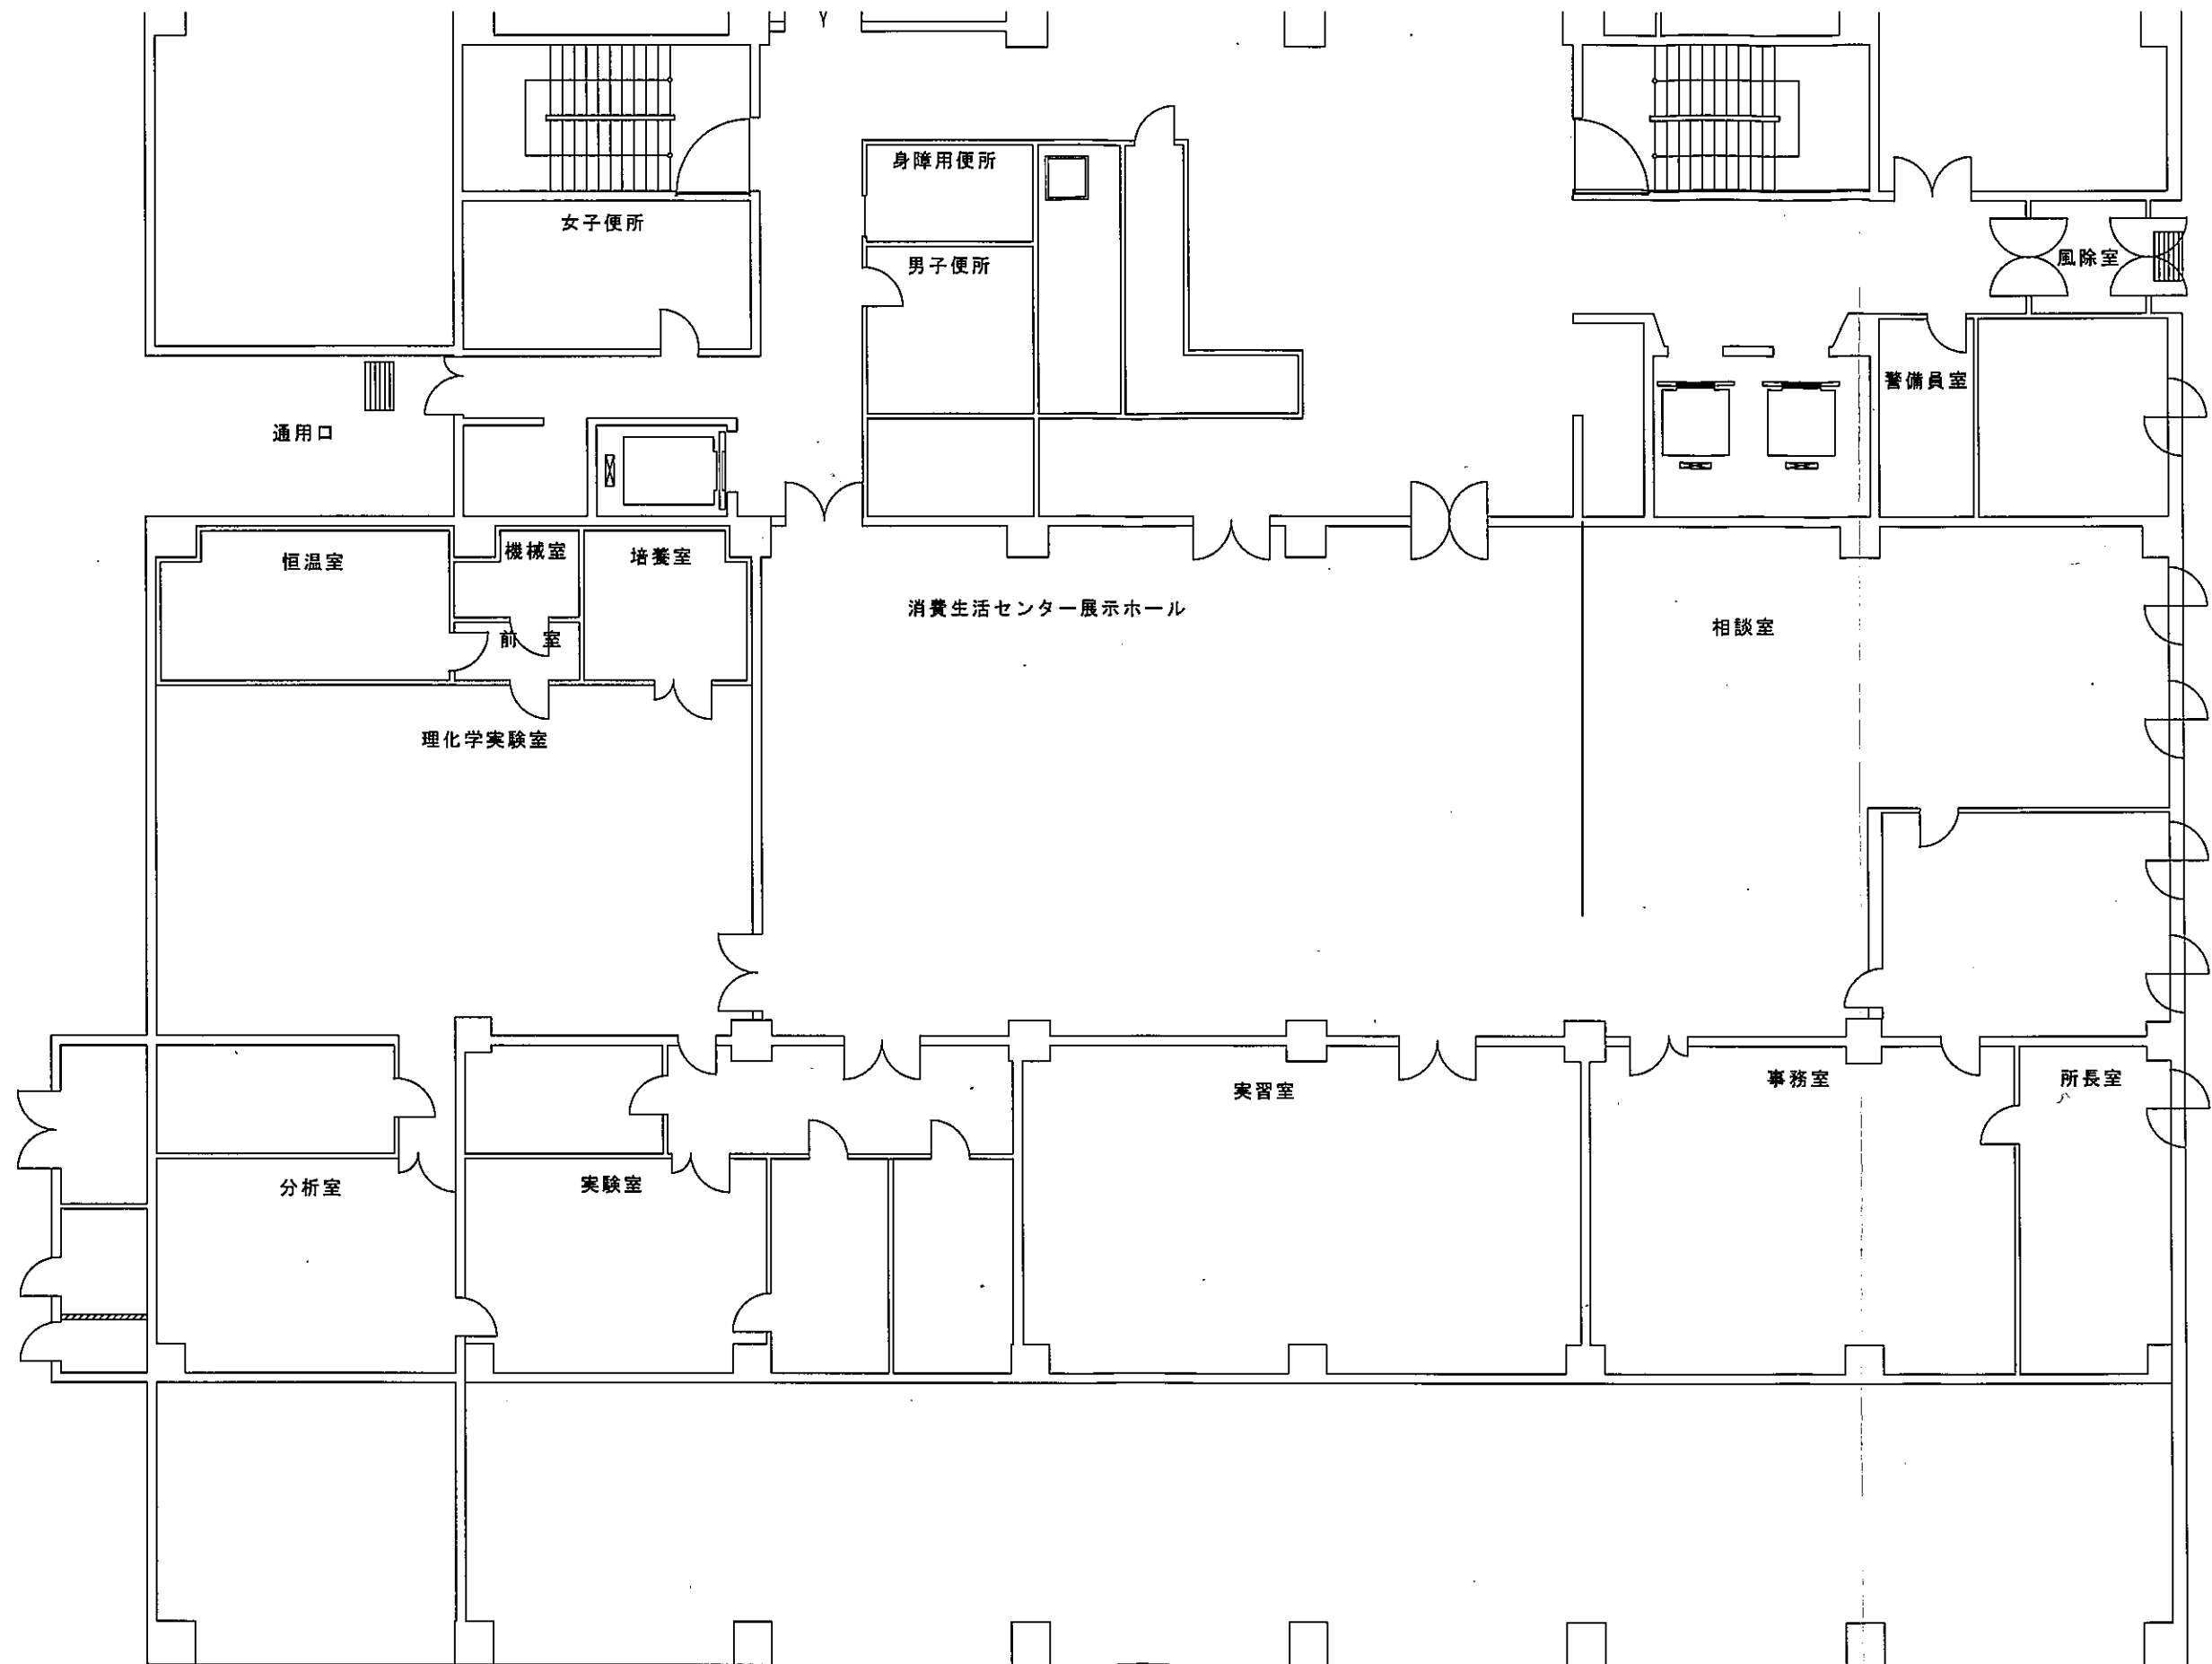 身障用便所
女子便所
男子便所
風除室
警備員室
通用口
恒温室
機械室
培養室
前　室
消費生活センター展示ホール
相談室
理化学実験室
実習室
事務室
所長室
分析室
実験室